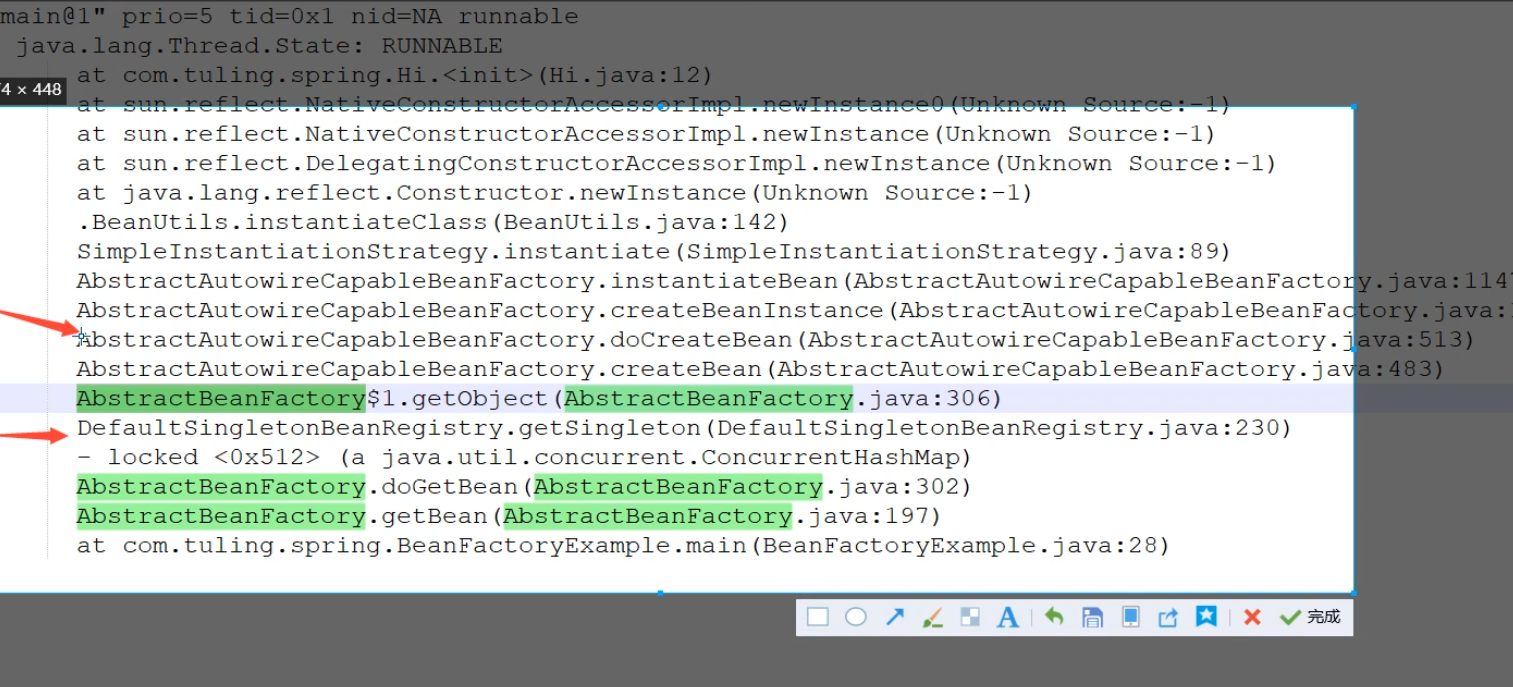 main@1" prio=5 tid=0x1 nid=NA runnable
java.lang.Thread.State: RUNNABLE
at com.tuling.spring.Hi.<init>(Hi.java:12)
4 × 448
at sun.reflect.NativeConstructorAccessorImpl.newInstance0(Unknown Source:-1)
at sun.reflect.NativeConstructorAccessorImpl.newInstance(Unknown Source:-1)
at sun.reflect.DelegatingConstructorAccessorImpl.newInstance(Unknown Source:-1)
at java.lang.reflect.Constructor.newInstance(Unknown Source:-1)
.BeanUtils.instantiateClass(BeanUtils.java:142)
SimpleInstantiationStrategy.instantiate(SimpleInstantiationStrategy.java:89)
AbstractAutowireCapableBeanFactory.instantiateBean(AbstractAutowireCapableBeanFactory.java:114
AbstractAutowireCapableBeanFactory.createBeanInstance(AbstractAutowireCapableBeanFactory.java:
AbstractAutowireCapableBeanFactory.doCreateBean(AbstractAutowireCapableBeanFactory.java:513)
AbstractAutowireCapableBeanFactory.createBean(AbstractAutowireCapableBeanFactory.java:483)
AbstractBeanFactory$1.getObject(AbstractBeanFactory.java:306)
DefaultSingletonBeanRegistry.getSingleton(DefaultSingletonBeanRegistry.java:230)
- locked <0x512> (a java.util.concurrent.ConcurrentHashMap)
AbstractBeanFactory.doGetBean(AbstractBeanFactory.java:302)
AbstractBeanFactory.getBean(AbstractBeanFactory.java:197)
at com.tuling.spring.BeanFactoryExample.main(BeanFactoryExample.java:28)
A 完成